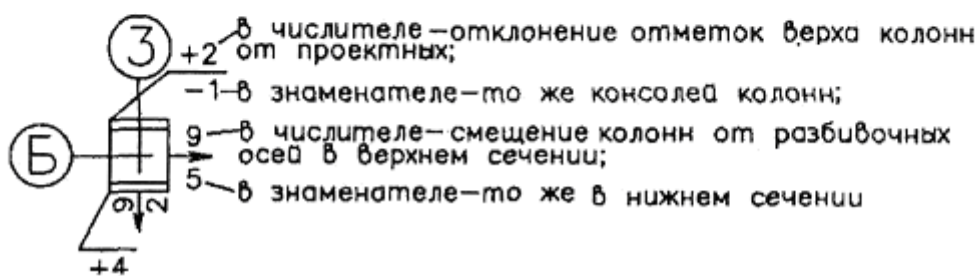 3
+2 в числителе-отклонение отметок верха колонн
от проектных;
-1 в знаменателе-то же консолей колонн;
Б
9 в числителе-смещение колонн от разбивочных
осей в верхнем сечении;
5 в знаменателе-то же в нижнем сечении
9 2
+4